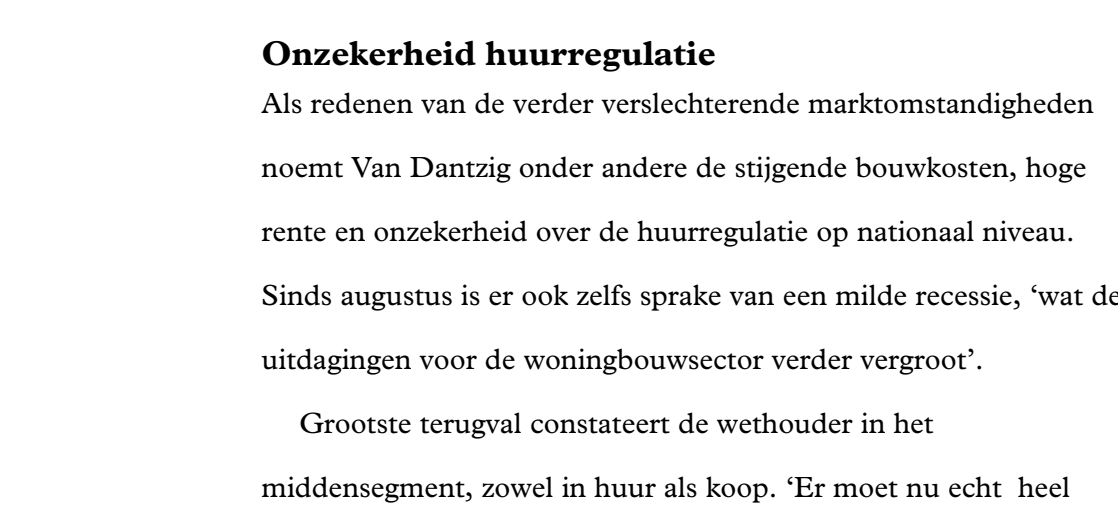 Onzekerheid huurregulatie
Als redenen van de verder verslechterende marktomstandigheden
noemt Van Dantzig onder andere de stijgende bouwkosten, hoge
rente en onzekerheid over de huurregulatie op nationaal niveau.
Sinds augustus is er ook zelfs sprake van een milde recessie, ‘wat de
uitdagingen voor de woningbouwsector verder vergroot’.
Grootste terugval constateert de wethouder in het
middensegment, zowel in huur als koop. ‘Er moet nu echt  heel